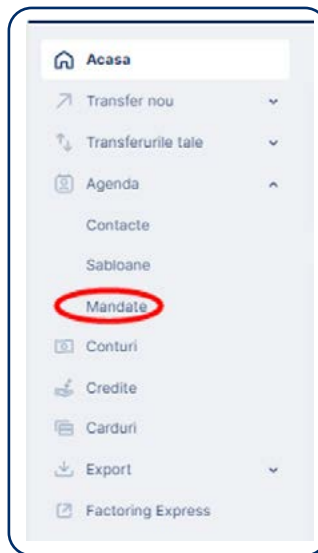 Acasa
Transfer nou
Transferurile tale
Agenda
Contacte
Sabloane
Mandate
Conturi
Credite
Carduri
Export
Factoring Express